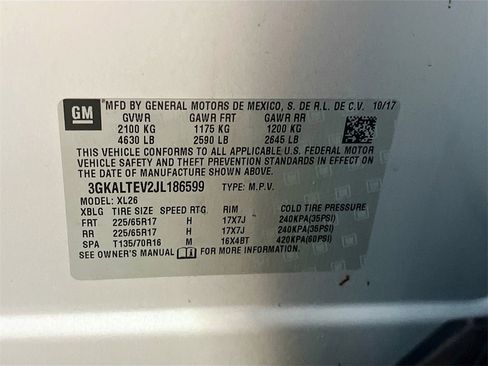 GM
MFD BY GENERAL MOTORS DE MEXICO, S. DE R.L. DE C.V. 10/17
GVWR GAWR FRT GAWR RR
2100 KG 1175 KG 1200 KG
4630 LB 2590 LB 2645 LB
THIS VEHICLE CONFORMS TO ALL APPLICABLE U.S. FEDERAL MOTOR
VEHICLE SAFETY AND THEFT PREVENTION STANDARDS IN EFFECT ON
THE DATE OF MANUFACTURE SHOWN ABOVE.
3GKALTEV2JL186599 TYPE: M.P.V.
MODEL: XL26
XBLG TIRE SIZE SPEED RTG RIM COLD TIRE PRESSURE
FRT 225/65R17 H 17X7J 240KPA(35PSI)
RR 225/65R17 H 17X7J 240KPA(35PSI)
SPA T135/70R16 M 16X4BT 420KPA(60PSI)
SEE OWNER'S MANUAL FOR MORE INFORMATION.